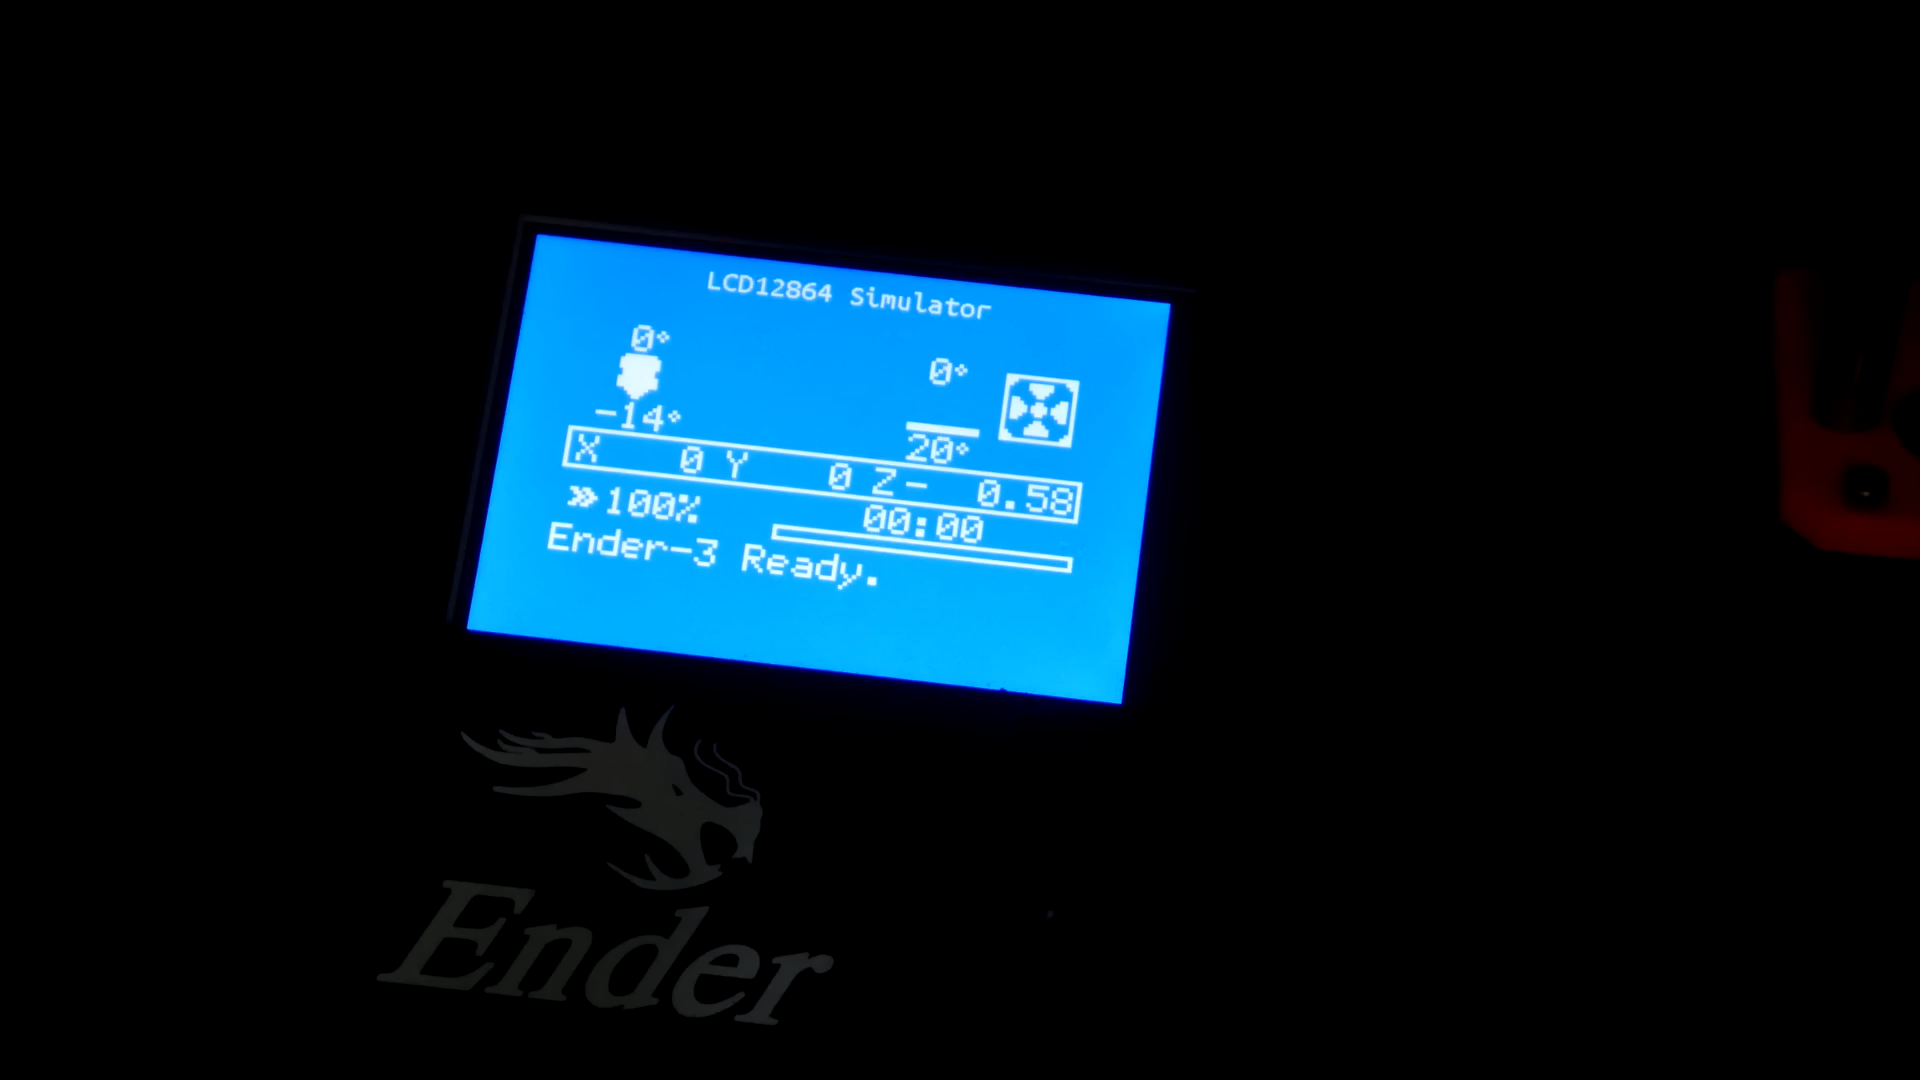 LCD12864 Simulator
0° 0°
-14° 20°
X 0 Y 0 Z- 0.58
»100% 00:00
Ender-3 Ready.
Ender